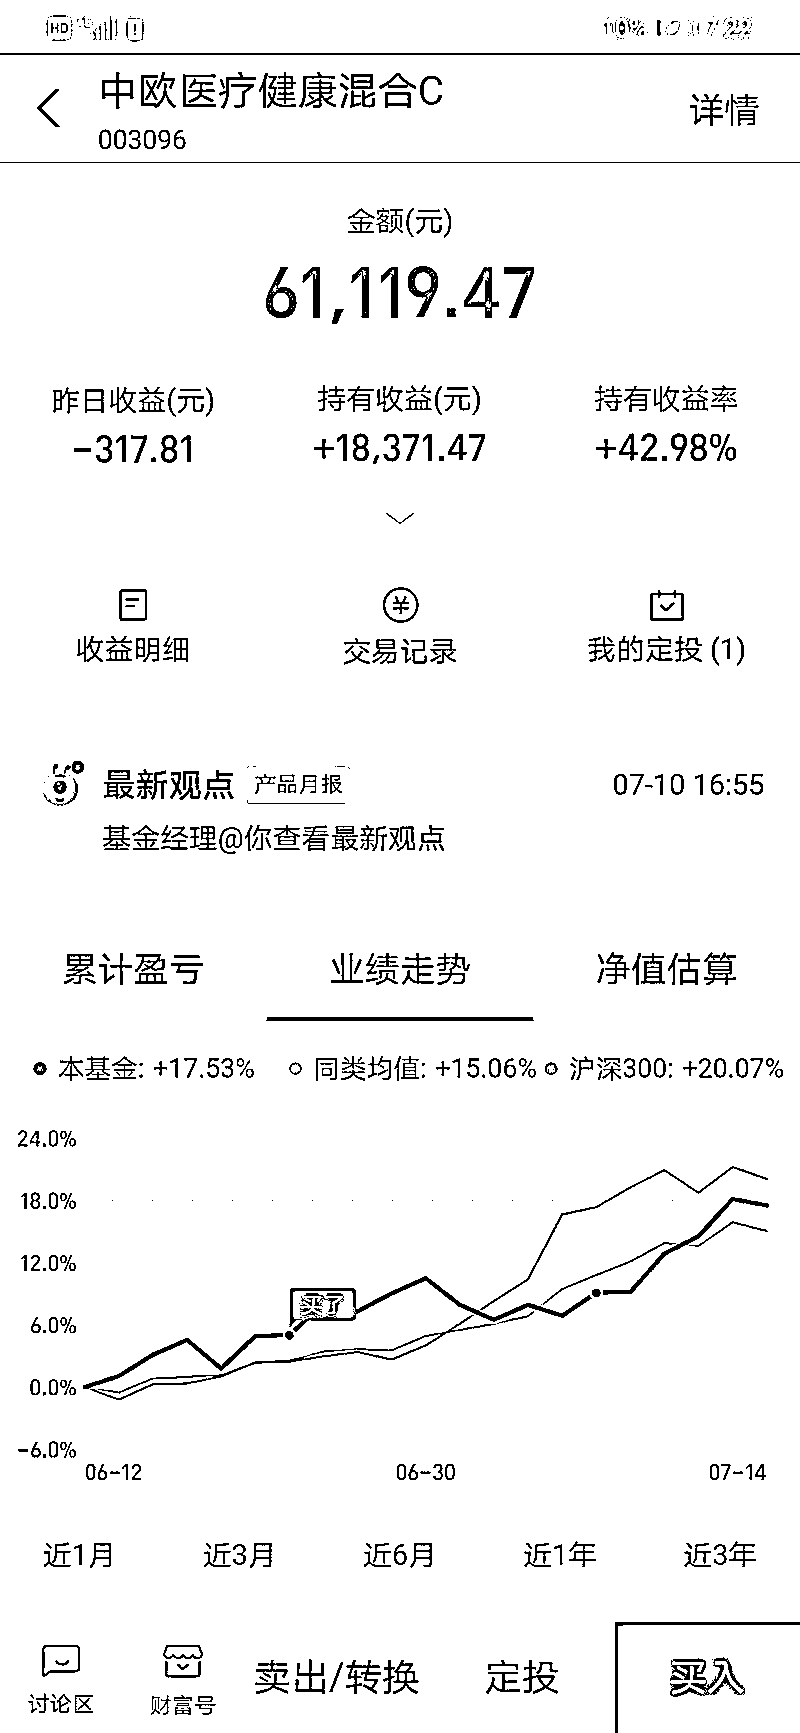 HD
中欧医疗健康混合C
详情
003096
金额(元)
61,119.47
昨日收益(元) 持有收益(元) 持有收益率
-317.81 +18,371.47 +42.98%
收益明细 交易记录 我的定投 (1)
最新观点 产品月报 07-10 16:55
基金经理@你查看最新观点
累计盈亏 业绩走势 净值估算
本基金: +17.53% 同类均值: +15.06% 沪深300: +20.07%
24.0%
18.0%
12.0%
买了
6.0%
0.0%
-6.0%
06-12 06-30 07-14
近1月 近3月 近6月 近1年 近3年
讨论区 财富号 卖出/转换 定投 买入